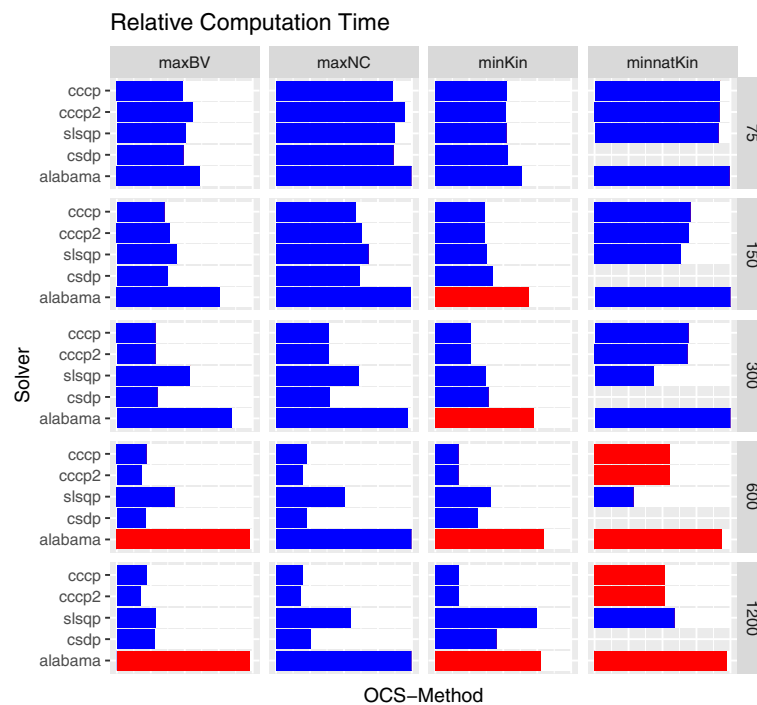 Relative Computation Time
maxBV maxNC minKin minnatKin
cccp
cccp2
slsqp
csdp
alabama
75
cccp
cccp2
slsqp
csdp
alabama
150
cccp
cccp2
slsqp
csdp
alabama
300
cccp
cccp2
slsqp
csdp
alabama
600
cccp
cccp2
slsqp
csdp
alabama
1200
Solver
OCS−Method